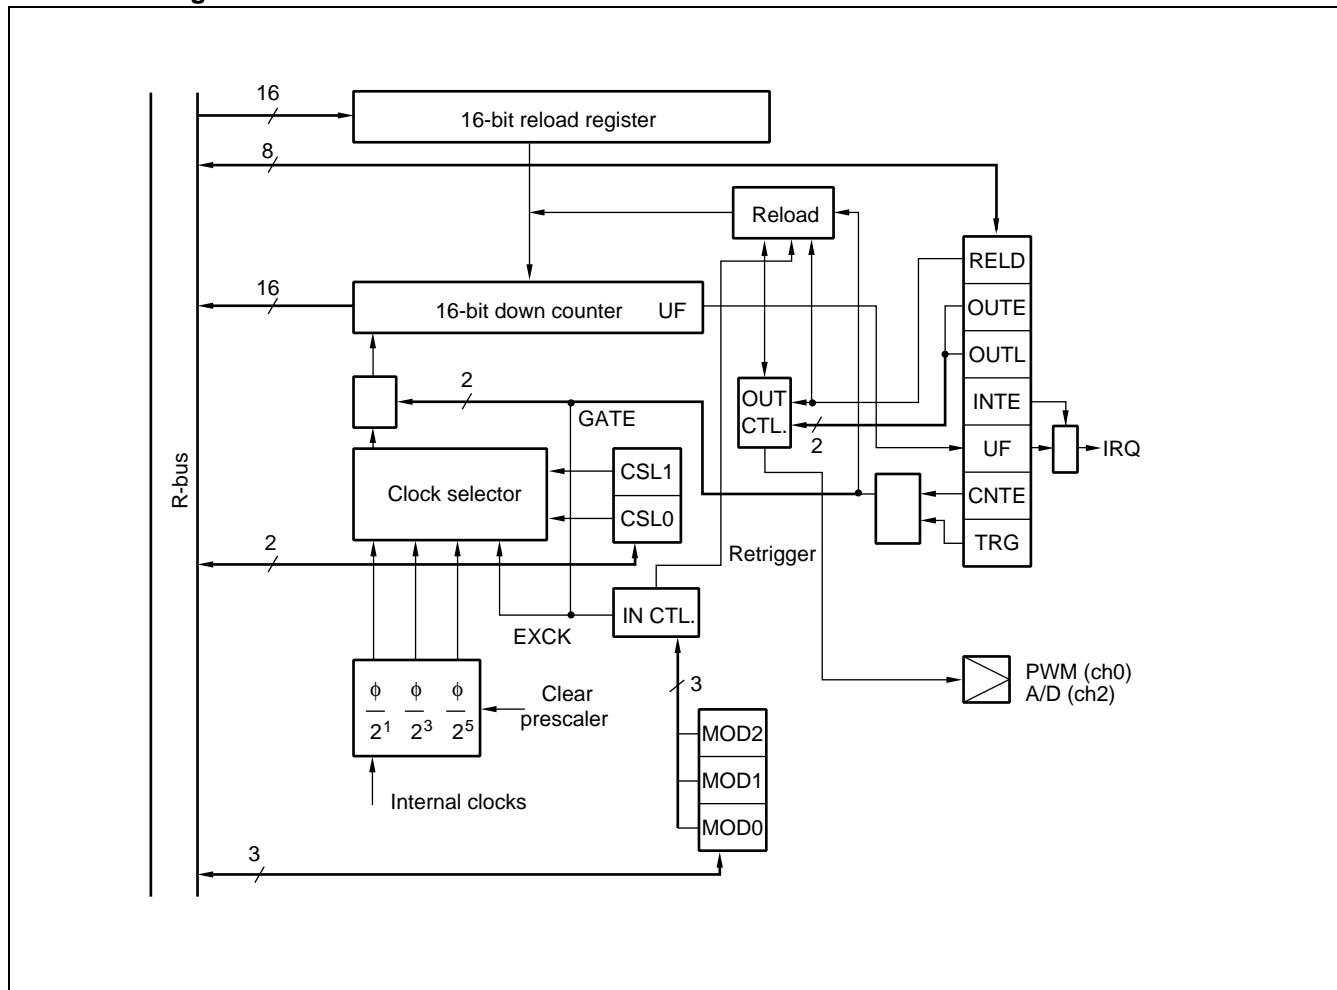 16
16-bit reload register
8
Reload
RELD
16
16-bit down counter UF
OUTE
OUTL
2
GATE
OUT
CTL.
2
INTE
UF
IRQ
R-bus
Clock selector
CSL1
CSL0
CNTE
TRG
2
Retrigger
IN CTL.
EXCK
3
PWM (ch0)
A/D (ch2)
ϕ ϕ ϕ
2¹ 2³ 2⁵
Clear
prescaler
MOD2
MOD1
MOD0
Internal clocks
3